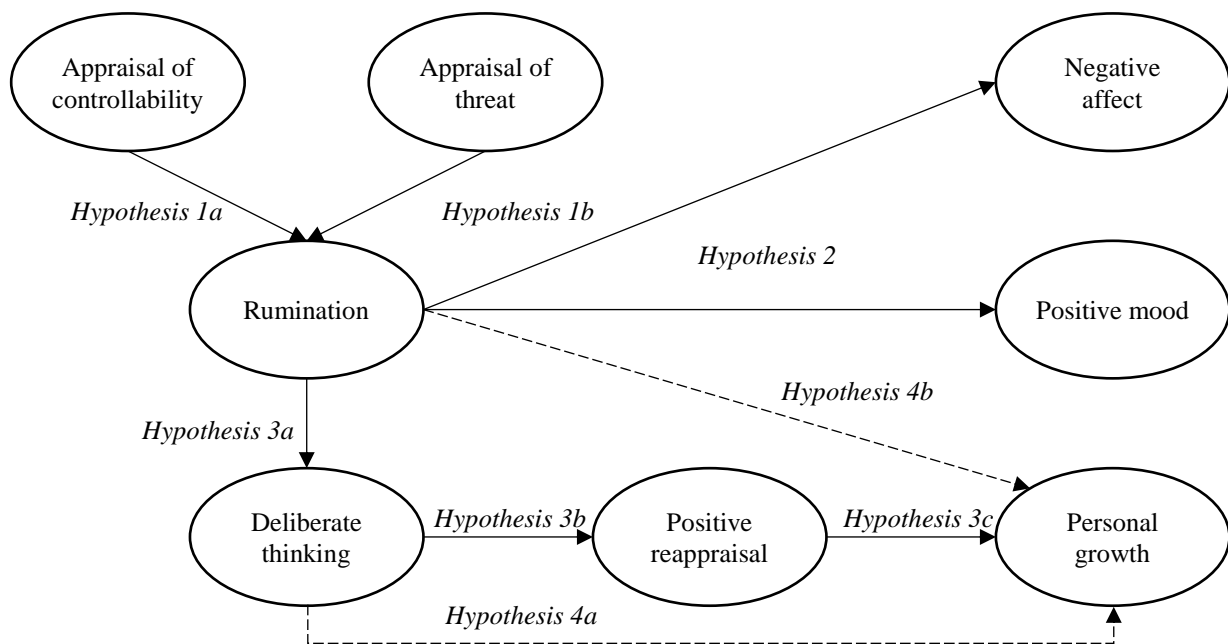 Appraisal of
controllability
Appraisal of
threat
Negative
affect
Hypothesis 1a
Hypothesis 1b
Hypothesis 2
Rumination
Positive mood
Hypothesis 4b
Hypothesis 3a
Deliberate
thinking
Hypothesis 3b
Positive
reappraisal
Hypothesis 3c
Personal
growth
Hypothesis 4a